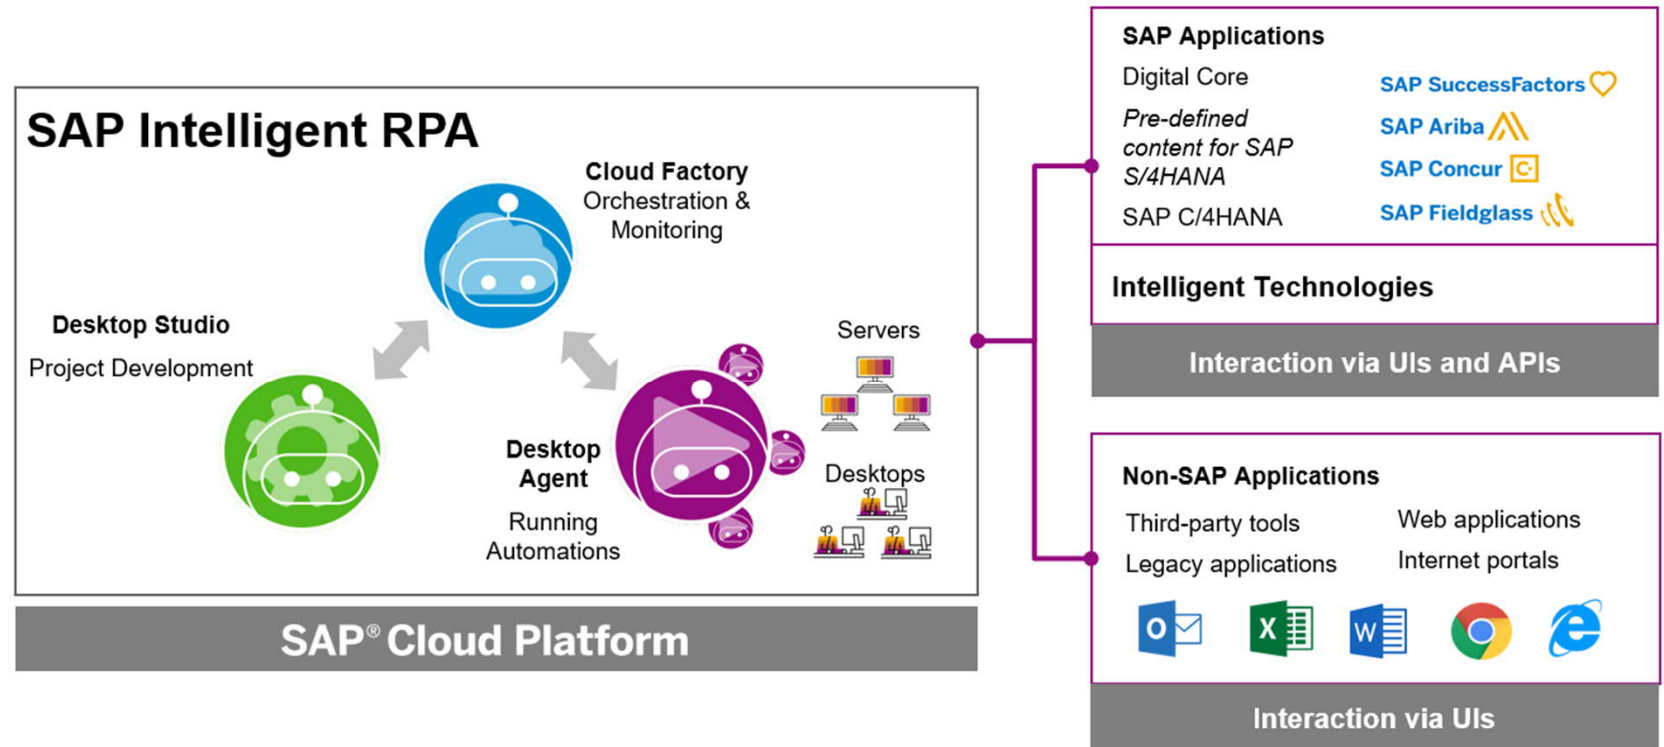 SAP Intelligent RPA
Cloud Factory
Orchestration &
Monitoring
Desktop Studio
Project Development
Desktop
Agent
Running
Automations
Servers
Desktops
SAP® Cloud Platform
SAP Applications
Digital Core
Pre-defined
content for SAP
S/4HANA
SAP C/4HANA
SAP SuccessFactors
SAP Ariba
SAP Concur
C
SAP Fieldglass
Intelligent Technologies
Interaction via UIs and APIs
Non-SAP Applications
Third-party tools
Legacy applications
Web applications
Internet portals
O
X
W
Interaction via UIs